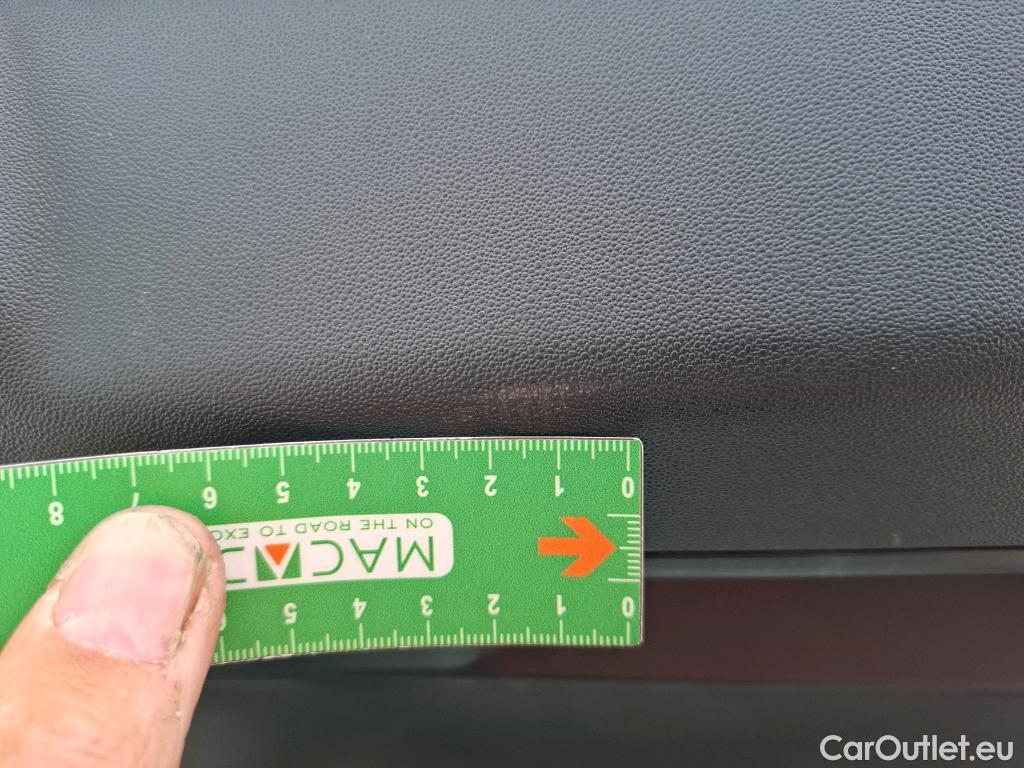 8 7 6 5 4 3 2 1 0
ON THE ROAD TO EXC
MACAD
5 4 3 2 1 0
CarOutlet.eu